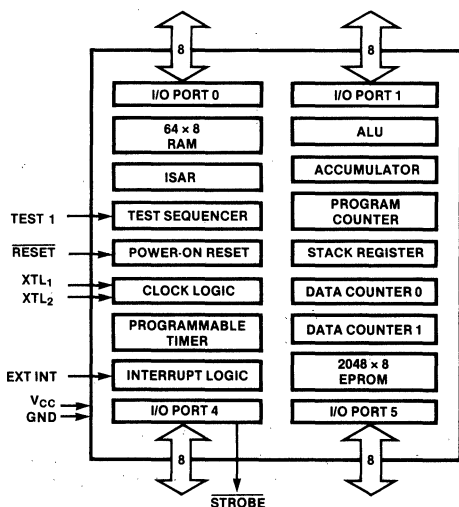 8
8
I/O PORT 0
I/O PORT 1
64 × 8
RAM
ALU
ISAR
ACCUMULATOR
TEST 1
TEST SEQUENCER
PROGRAM
COUNTER
RESET
POWER-ON RESET
STACK REGISTER
XTL1
XTL2
CLOCK LOGIC
DATA COUNTER 0
PROGRAMMABLE
TIMER
DATA COUNTER 1
EXT INT
INTERRUPT LOGIC
2048 × 8
EPROM
VCC
GND
I/O PORT 4
I/O PORT 5
8
8
STROBE